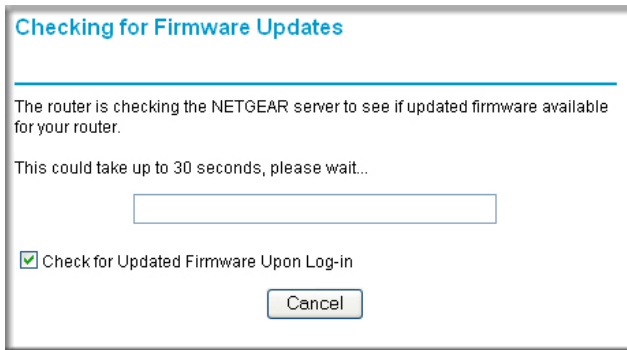 Checking for Firmware Updates
The router is checking the NETGEAR server to see if updated firmware available
for your router.
This could take up to 30 seconds, please wait...
Check for Updated Firmware Upon Log-in
Cancel